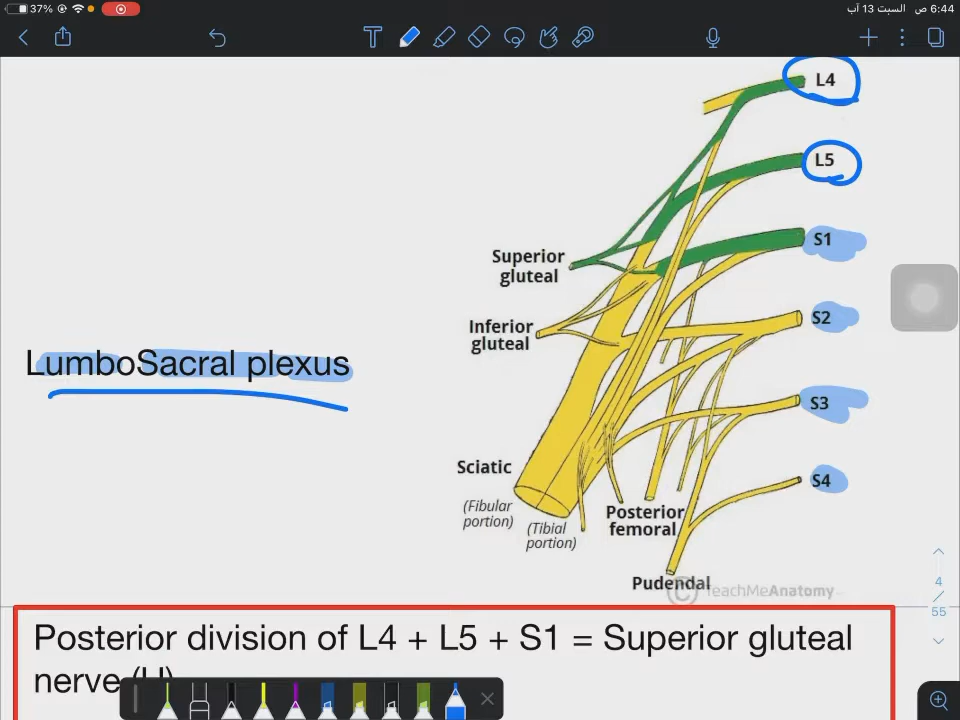 37%
السبت 13 آب
6:44 ص
L4
L5
S1
Superior
gluteal
S2
Inferior
gluteal
LumboSacral plexus
S3
Sciatic
S4
(Fibular
portion)
(Tibial
portion)
Posterior
femoral
Pudendal
TeachMeAnatomy
4
/
55
Posterior division of L4 + L5 + S1 = Superior gluteal
nerve